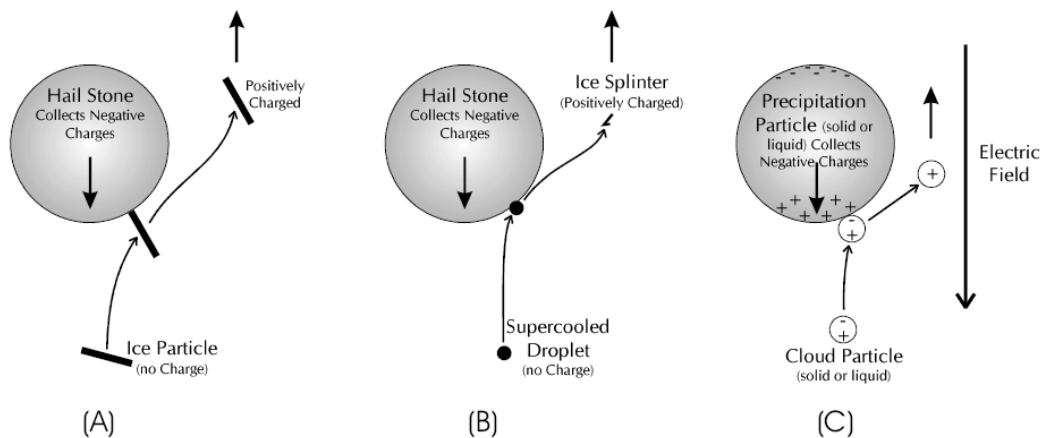 Hail Stone
Collects Negative
Charges
Positively
Charged
Ice Particle
(no Charge)
(A)
Hail Stone
Collects Negative
Charges
Ice Splinter
(Positively Charged)
Supercooled
Droplet
(no Charge)
(B)
- - - - - - -
Precipitation
Particle (solid or
liquid) Collects
Negative Charges
+ + + + + + +
-
+
+
-
+
Cloud Particle
(solid or liquid)
Electric
Field
(C)